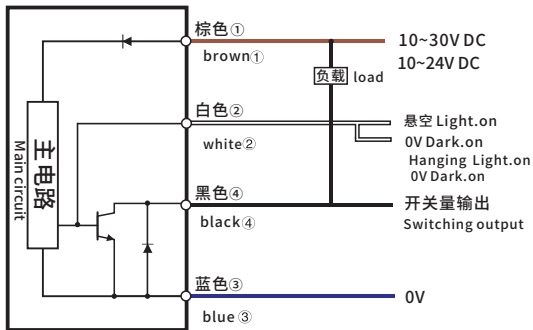 棕色①
brown①
10~30V DC
10~24V DC
负载 load
白色②
white②
悬空 Light.on
0V Dark.on
Hanging Light.on
0V Dark.on
主电路
Main circuit
黑色④
black④
开关量输出
Switching output
蓝色③
blue ③
0V